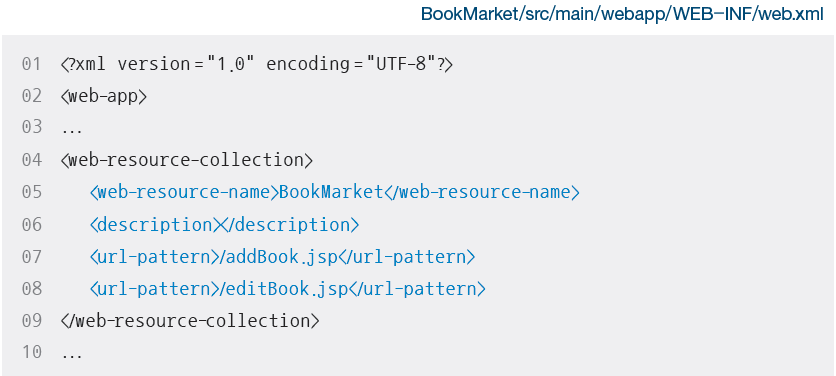 BookMarket/src/main/webapp/WEB-INF/web.xml
01 <?xml version="1.0" encoding="UTF-8"?>
02 <web-app>
03 ...
04 <web-resource-collection>
05 <web-resource-name>BookMarket</web-resource-name>
06 <description></description>
07 <url-pattern>/addBook.jsp</url-pattern>
08 <url-pattern>/editBook.jsp</url-pattern>
09 </web-resource-collection>
10 ...